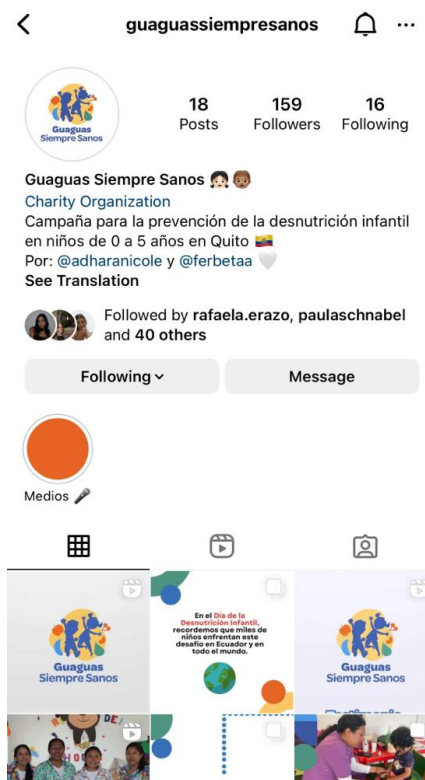 guaguassiempresanos
Guaguas
Siempre Sanos
18
Posts
159
Followers
16
Following
Guaguas Siempre Sanos
Charity Organization
Campaña para la prevención de la desnutrición infantil
en niños de 0 a 5 años en Quito
Por: @adharanicole y @ferbetaa
See Translation
Followed by rafaela.erazo, paulaschnabel
and 40 others
Following
Message
Medios
Guaguas
Siempre Sanos
En el Día de la
Desnutrición Infantil,
recordemos que miles de
niños enfrentan este
desafío en Ecuador y en
todo el mundo.
Guaguas
Siempre Sanos